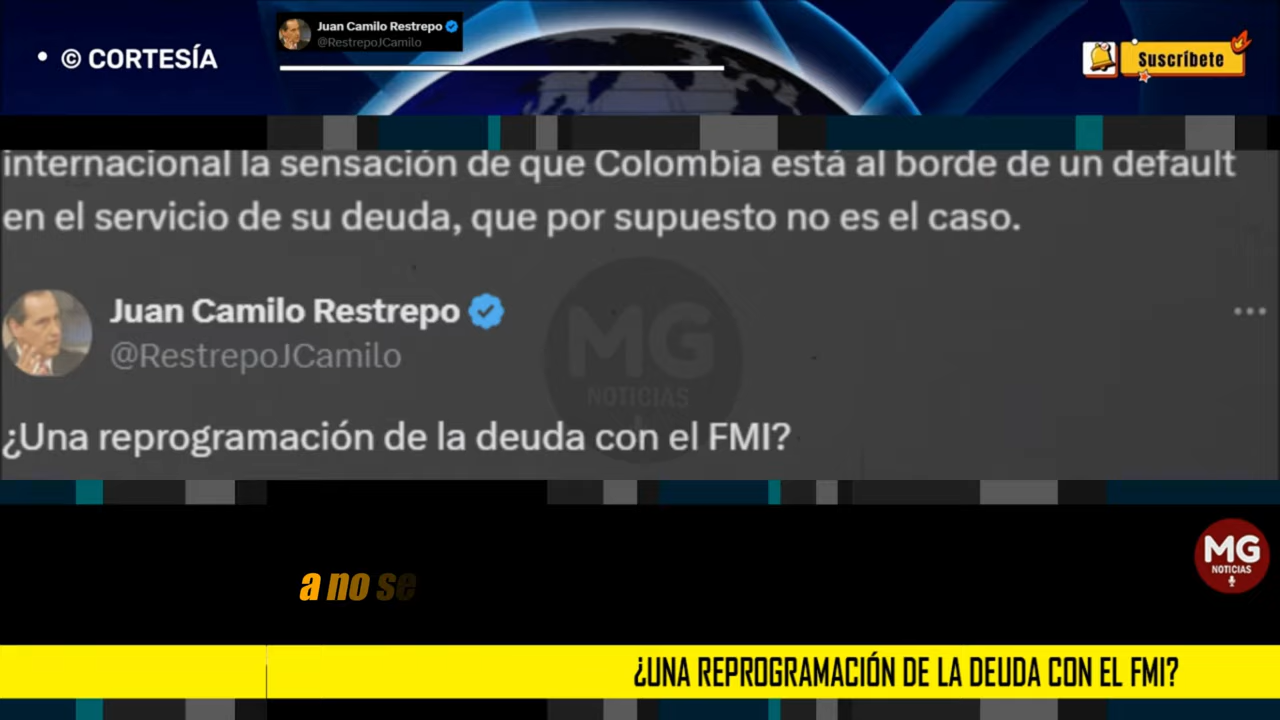 • © CORTESÍA
Juan Camilo Restrepo
@RestrepoJCamilo
Suscríbete
internacional la sensación de que Colombia está al borde de un default
en el servicio de su deuda, que por supuesto no es el caso.
Juan Camilo Restrepo
@RestrepoJCamilo
MG
NOTICIAS
¿Una reprogramación de la deuda con el FMI?
MG
NOTICIAS
a no se
¿UNA REPROGRAMACIÓN DE LA DEUDA CON EL FMI?